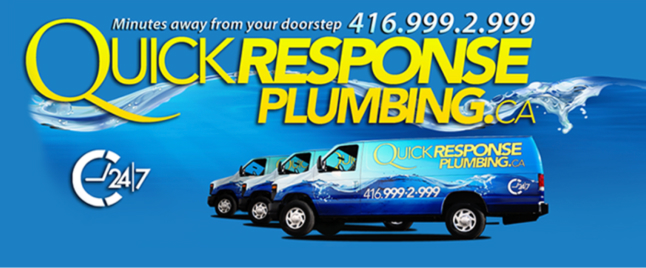 Minutes away from your doorstep 416.999.2.999
QUICKRESPONSE
PLUMBING.CA
24|7
QUICKRESPONSE
PLUMBING.CA
416.999-2-999
24|7